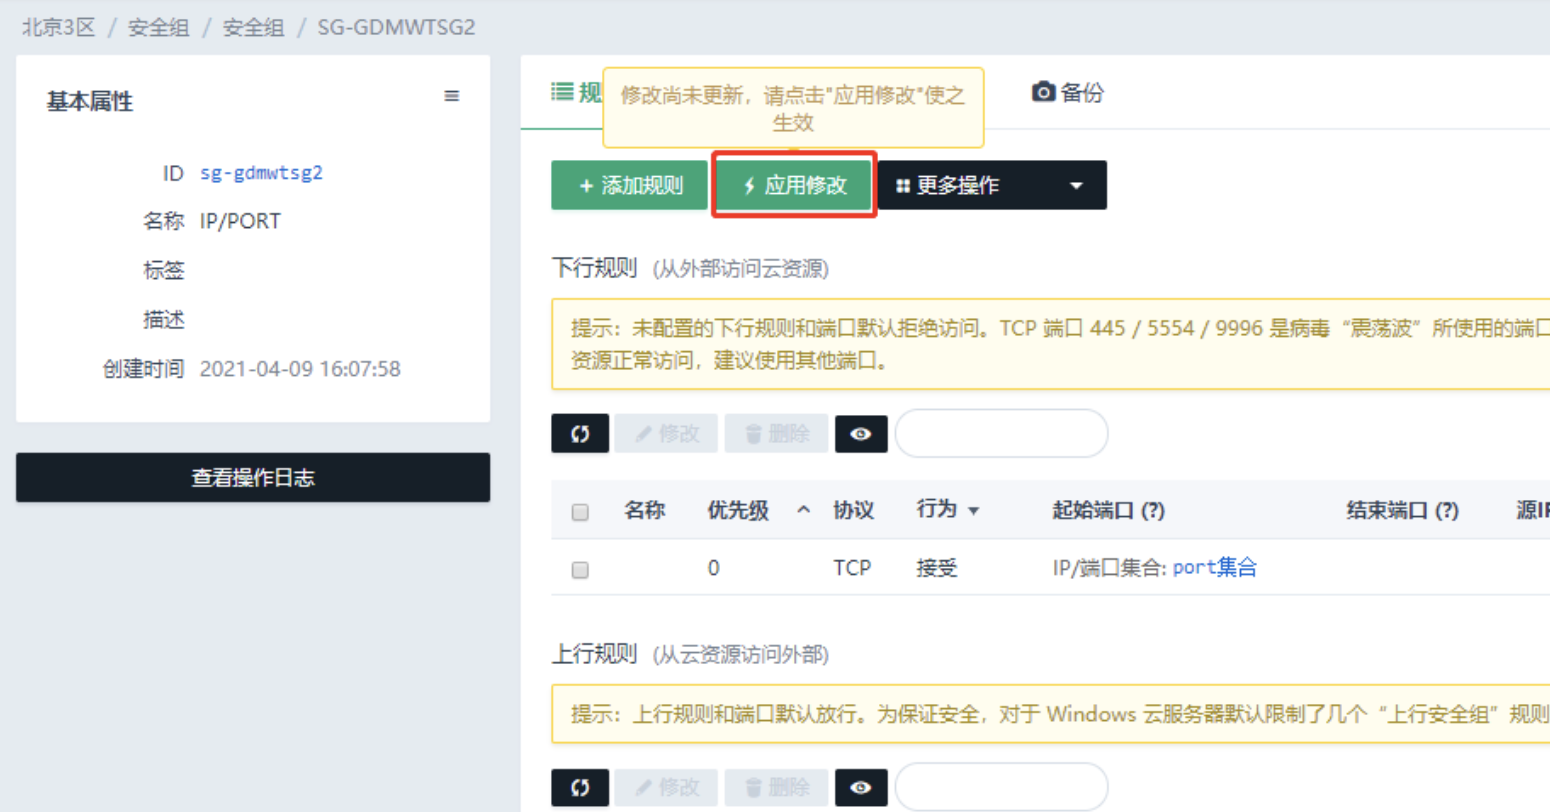 北京3区 / 安全组 / 安全组 / SG-GDMWTSG2
基本属性
ID sg-gdmwtsg2
名称 IP/PORT
标签
描述
创建时间 2021-04-09 16:07:58
查看操作日志
规
修改尚未更新，请点击"应用修改"使之
生效
备份
+ 添加规则
应用修改
更多操作
下行规则 (从外部访问云资源)
提示：未配置的下行规则和端口默认拒绝访问。TCP 端口 445 / 5554 / 9996 是病毒“震荡波”所使用的端口
资源正常访问，建议使用其他端口。
修改 删除
名称 优先级 协议 行为 起始端口 (?) 结束端口 (?) 源IP
0 TCP 接受 IP/端口集合: port集合
上行规则 (从云资源访问外部)
提示：上行规则和端口默认放行。为保证安全，对于 Windows 云服务器默认限制了几个“上行安全组”规则
修改 删除